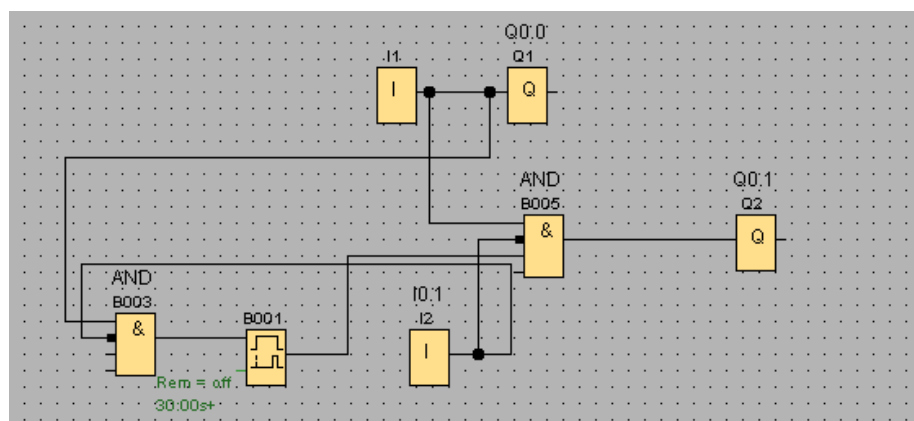 Q0.0
I1
Q1
I
Q
AND
Q0.1
B005
Q2
&
Q
AND
I0.1
B003
B001
I2
&
I
Rem = off
30:00s+